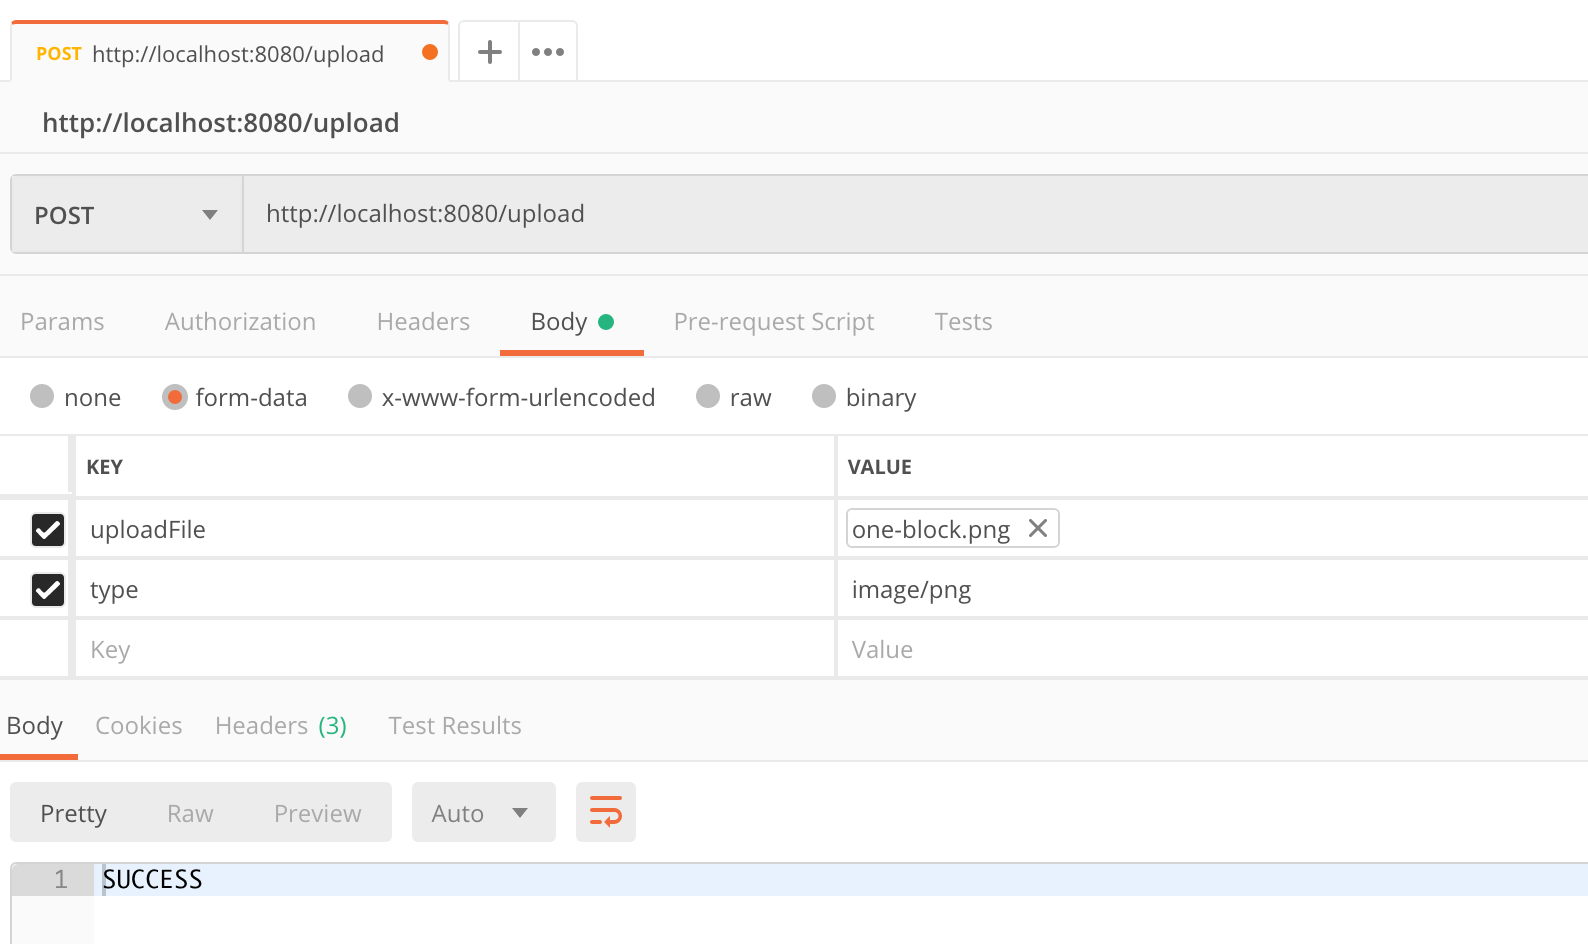 POST http://localhost:8080/upload
http://localhost:8080/upload
POST http://localhost:8080/upload
Params Authorization Headers Body Pre-request Script Tests
none form-data x-www-form-urlencoded raw binary
KEY VALUE
uploadFile one-block.png
type image/png
Key Value
Body Cookies Headers (3) Test Results
Pretty Raw Preview Auto
1 SUCCESS